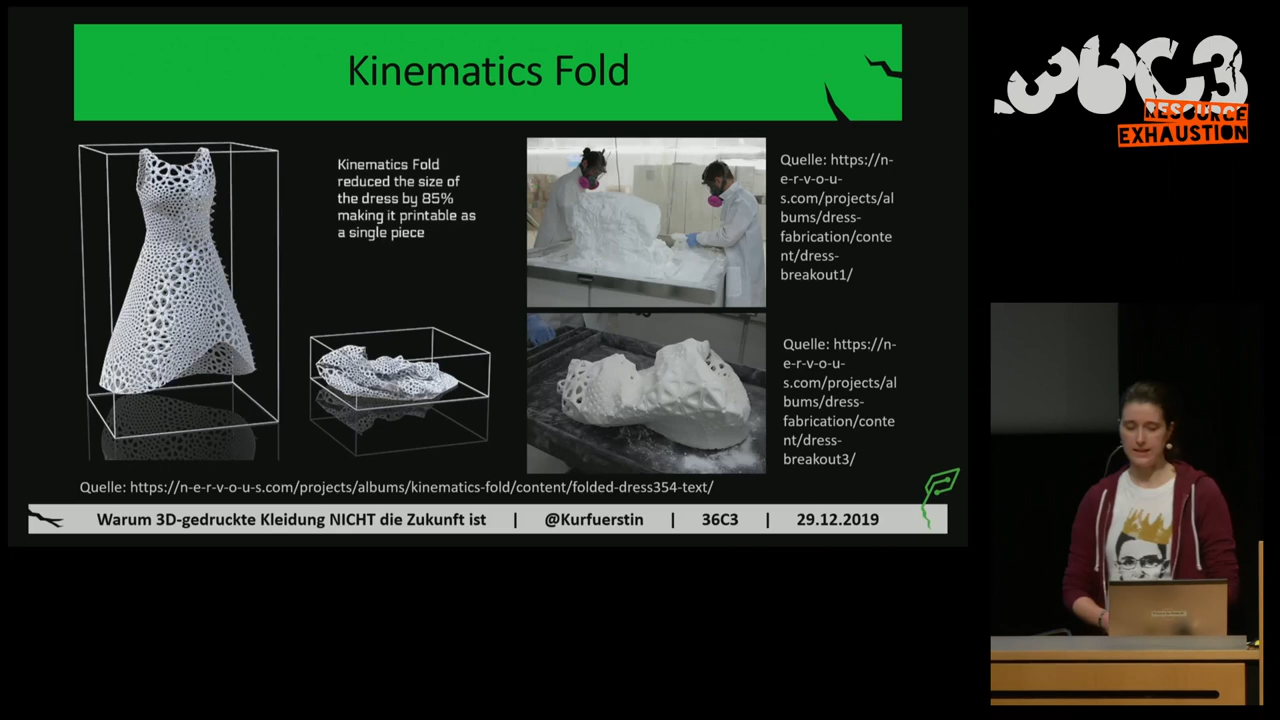 Kinematics Fold
Kinematics Fold
reduced the size of
the dress by 85%
making it printable as
a single piece
Quelle: https://n-
e-r-v-o-u-
s.com/projects/al
bums/dress-
fabrication/conte
nt/dress-
breakout1/
Quelle: https://n-
e-r-v-o-u-
s.com/projects/al
bums/dress-
fabrication/conte
nt/dress-
breakout3/
Quelle: https://n-e-r-v-o-u-s.com/projects/albums/kinematics-fold/content/folded-dress354-text/
Warum 3D-gedruckte Kleidung NICHT die Zukunft ist | @Kurfuerstin | 36C3 | 29.12.2019
36C3
RESOURCE
EXHAUSTION